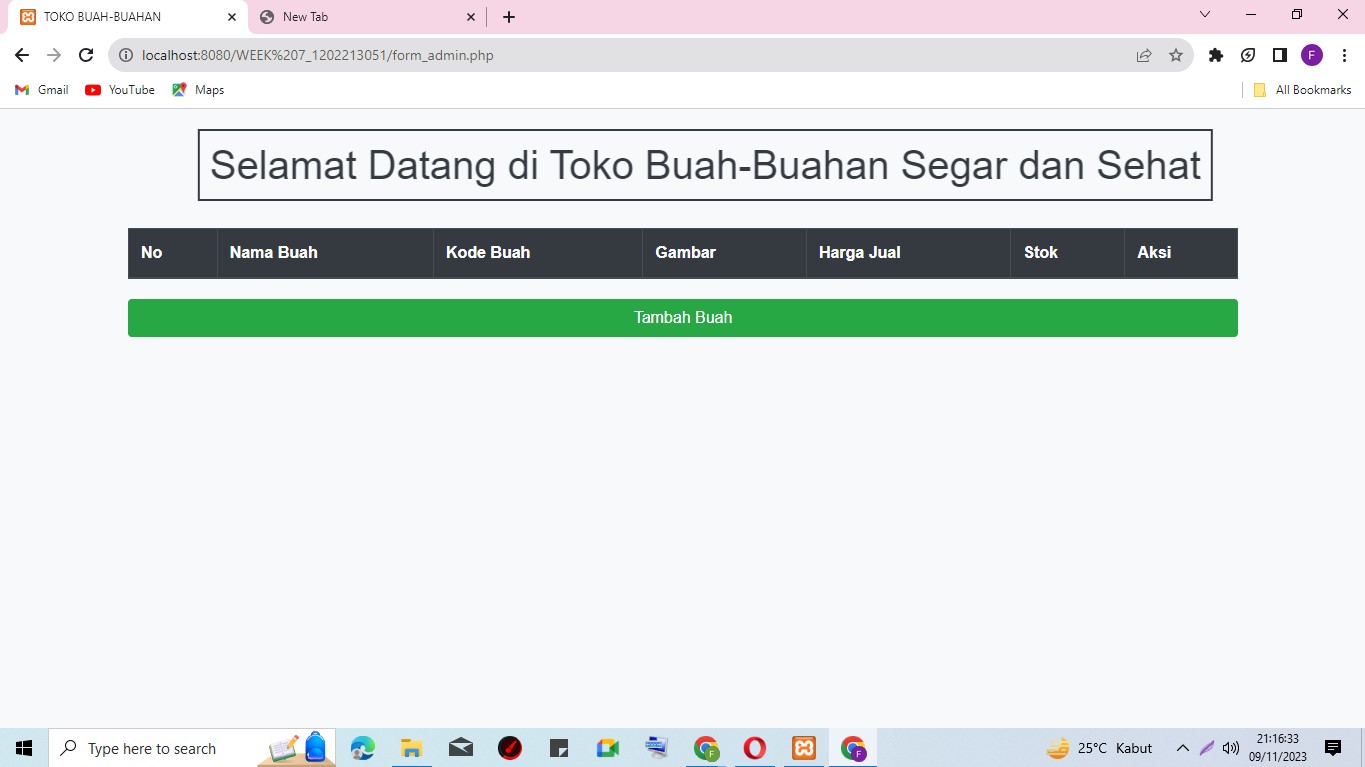 TOKO BUAH-BUAHAN
New Tab
localhost:8080/WEEK%207_1202213051/form_admin.php
F
Gmail
YouTube
Maps
All Bookmarks
Selamat Datang di Toko Buah-Buahan Segar dan Sehat
No Nama Buah Kode Buah Gambar Harga Jual Stok Aksi
Tambah Buah
Type here to search
F
F
25°C Kabut
21:16:33
09/11/2023